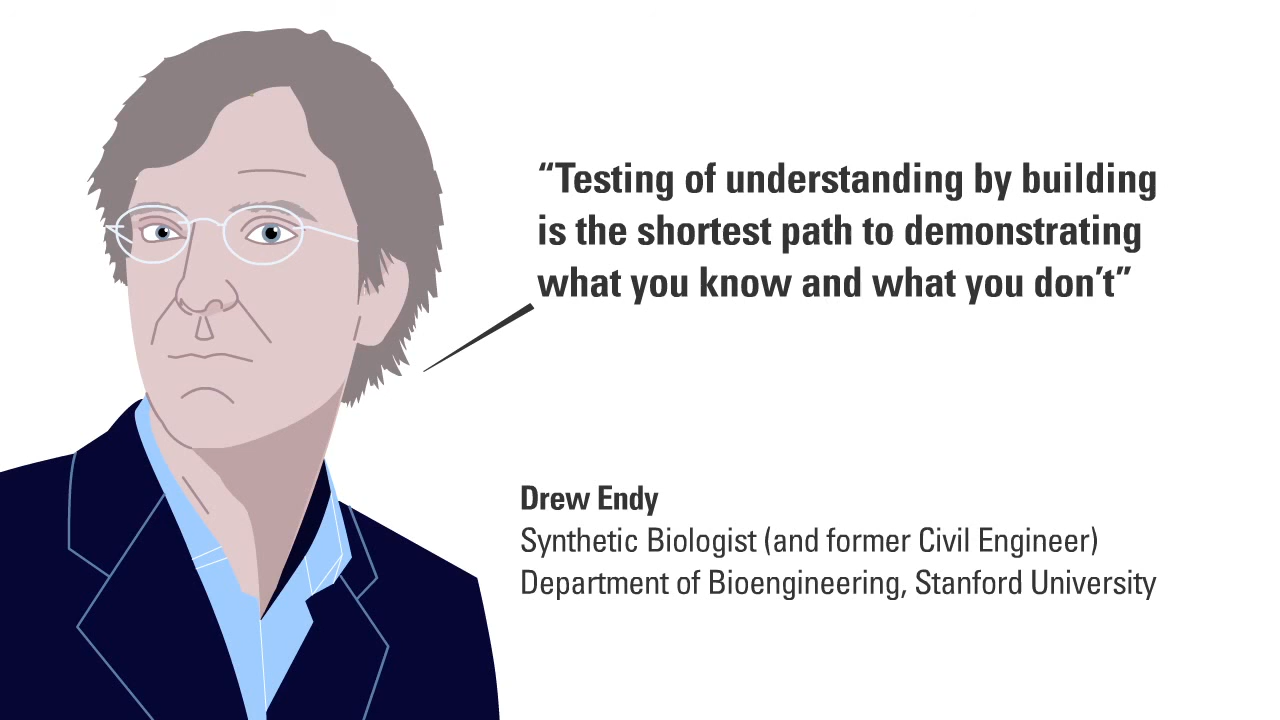 “Testing of understanding by building
is the shortest path to demonstrating
what you know and what you don’t”
Drew Endy
Synthetic Biologist (and former Civil Engineer)
Department of Bioengineering, Stanford University